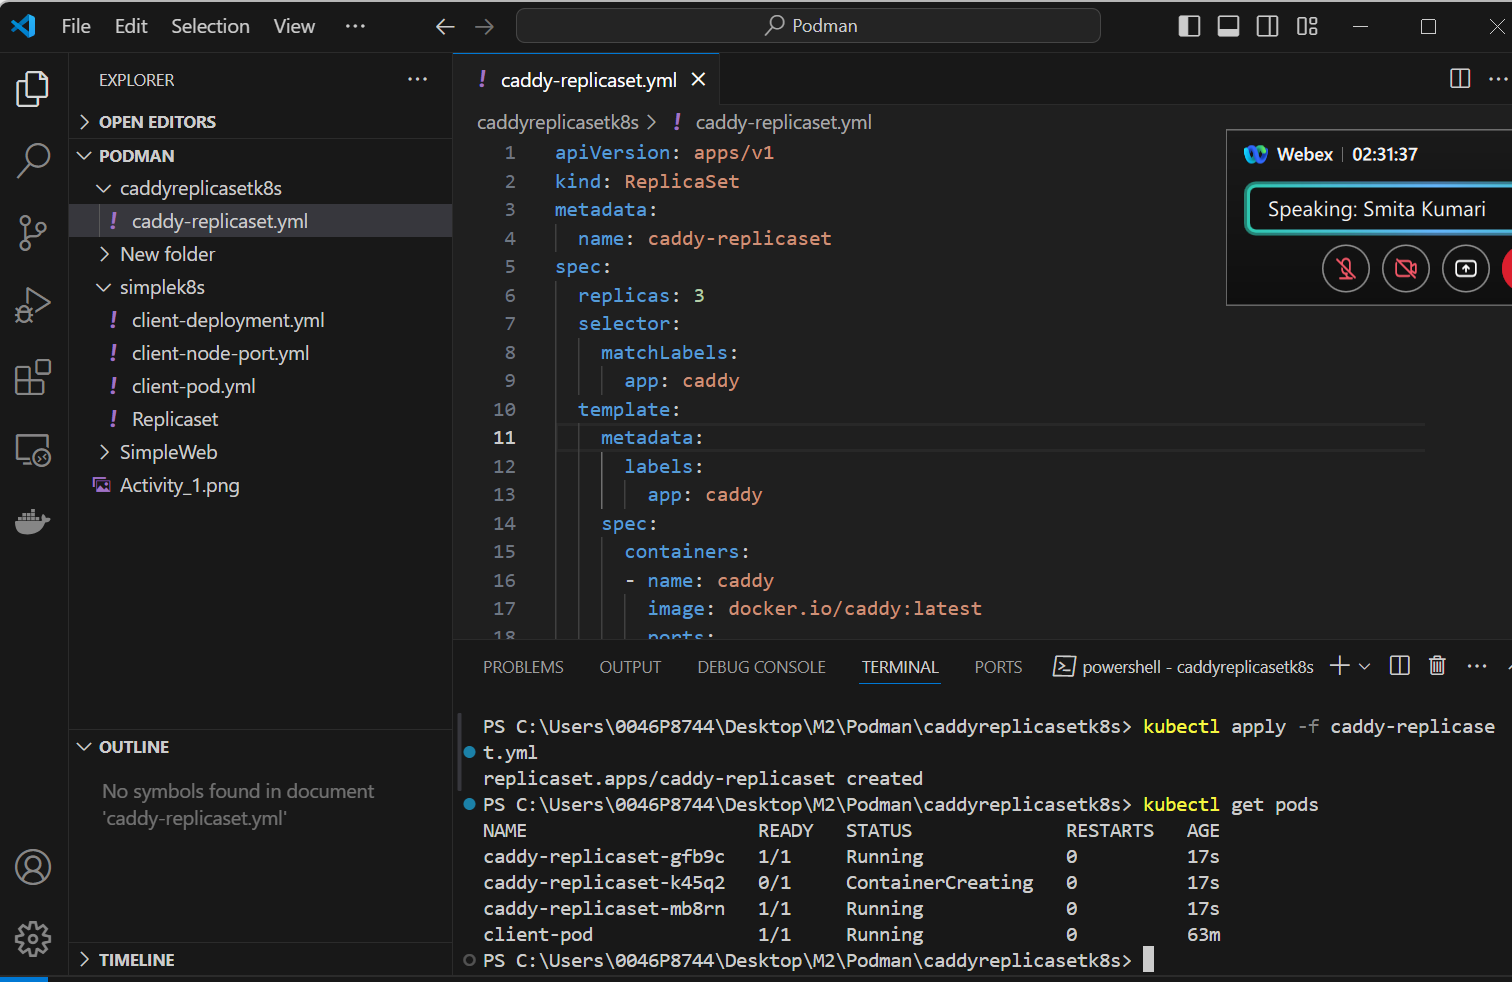 File Edit Selection View ··· Podman
EXPLORER ···
OPEN EDITORS
PODMAN
caddyreplicasetk8s
! caddy-replicaset.yml
New folder
simplek8s
! client-deployment.yml
! client-node-port.yml
! client-pod.yml
! Replicaset
SimpleWeb
Activity_1.png
OUTLINE
No symbols found in document
'caddy-replicaset.yml'
TIMELINE
! caddy-replicaset.yml
caddyreplicasetk8s > ! caddy-replicaset.yml
1 apiVersion: apps/v1
2 kind: ReplicaSet
3 metadata:
4 name: caddy-replicaset
5 spec:
6 replicas: 3
7 selector:
8 matchLabels:
9 app: caddy
10 template:
11 metadata:
12 labels:
13 app: caddy
14 spec:
15 containers:
16 - name: caddy
17 image: docker.io/caddy:latest
18 ports:
Webex | 02:31:37
Speaking: Smita Kumari
PROBLEMS OUTPUT DEBUG CONSOLE TERMINAL PORTS powershell - caddyreplicasetk8s
PS C:\Users\0046P8744\Desktop\M2\Podman\caddyreplicasetk8s> kubectl apply -f caddy-replicase
t.yml
replicaset.apps/caddy-replicaset created
PS C:\Users\0046P8744\Desktop\M2\Podman\caddyreplicasetk8s> kubectl get pods
NAME READY STATUS RESTARTS AGE
caddy-replicaset-gfb9c 1/1 Running 0 17s
caddy-replicaset-k45q2 0/1 ContainerCreating 0 17s
caddy-replicaset-mb8rn 1/1 Running 0 17s
client-pod 1/1 Running 0 63m
PS C:\Users\0046P8744\Desktop\M2\Podman\caddyreplicasetk8s>